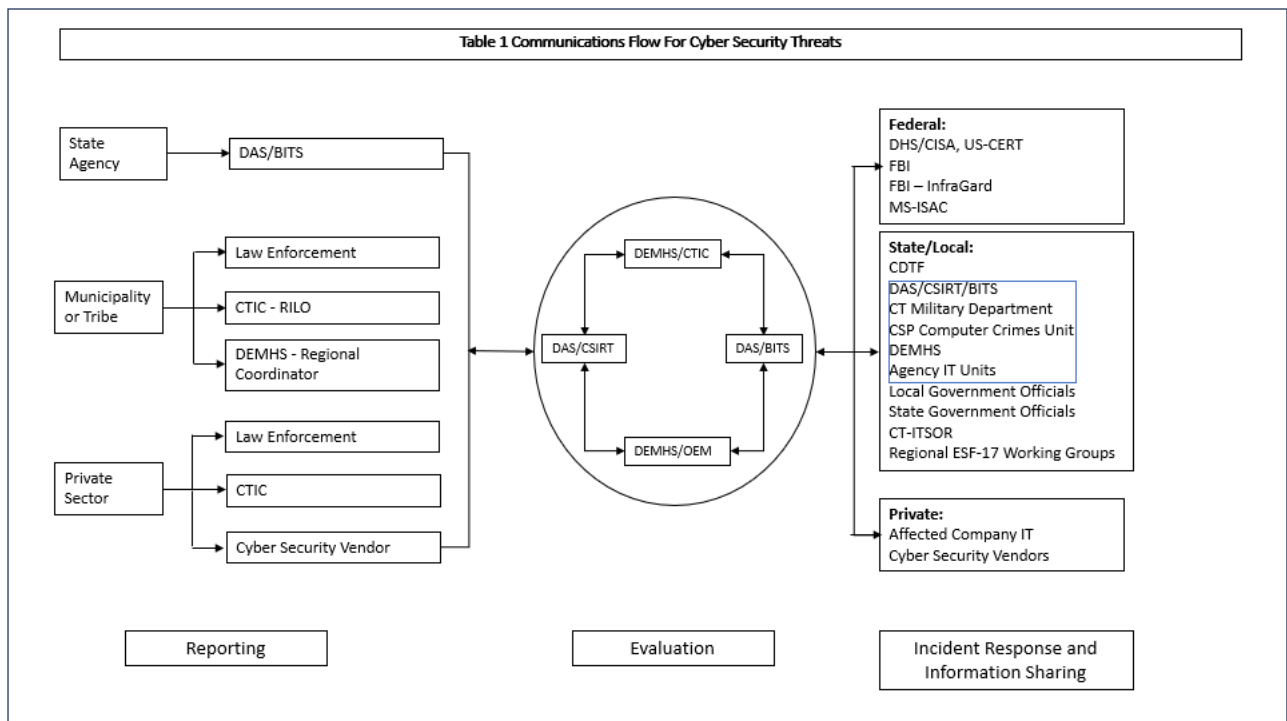 Table 1 Communications Flow For Cyber Security Threats
State
Agency
DAS/BITS
Municipality
or Tribe
Law Enforcement
CTIC - RILO
DEMHS - Regional
Coordinator
Private
Sector
Law Enforcement
CTIC
Cyber Security Vendor
DEMHS/CTIC
DAS/CSIRT
DAS/BITS
DEMHS/OEM
Federal:
DHS/CISA, US-CERT
FBI
FBI – InfraGard
MS-ISAC
State/Local:
CDTF
DAS/CSIRT/BITS
CT Military Department
CSP Computer Crimes Unit
DEMHS
Agency IT Units
Local Government Officials
State Government Officials
CT-ITSOR
Regional ESF-17 Working Groups
Private:
Affected Company IT
Cyber Security Vendors
Reporting
Evaluation
Incident Response and
Information Sharing